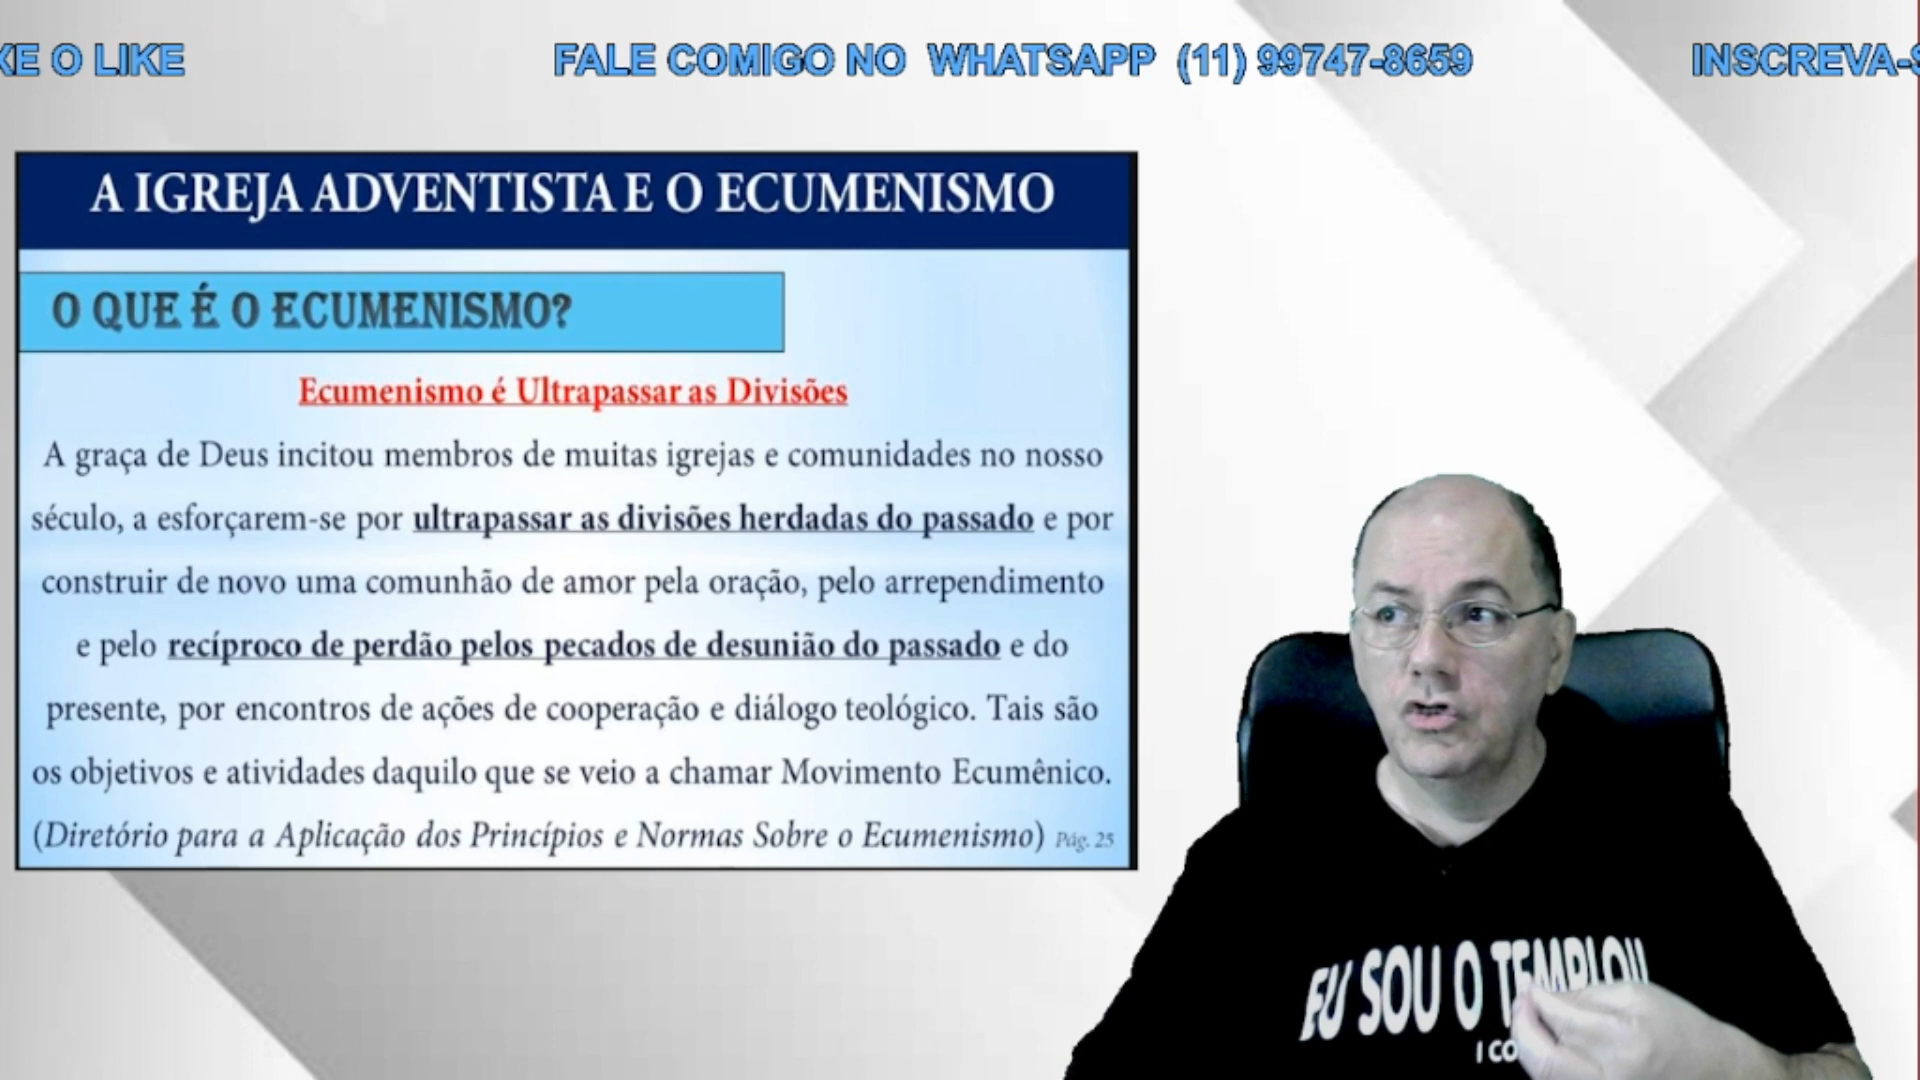 XE O LIKE FALE COMIGO NO WHATSAPP (11) 99747-8659 INSCREVA-S
A IGREJA ADVENTISTA E O ECUMENISMO
O QUE É O ECUMENISMO?
Ecumenismo é Ultrapassar as Divisões
A graça de Deus incitou membros de muitas igrejas e comunidades no nosso
século, a esforçarem-se por ultrapassar as divisões herdadas do passado e por
construir de novo uma comunhão de amor pela oração, pelo arrependimento
e pelo recíproco de perdão pelos pecados de desunião do passado e do
presente, por encontros de ações de cooperação e diálogo teológico. Tais são
os objetivos e atividades daquilo que se veio a chamar Movimento Ecumênico.
(Diretório para a Aplicação dos Princípios e Normas Sobre o Ecumenismo) Pág. 25
EU SOU O TEMPLO!!
I CO